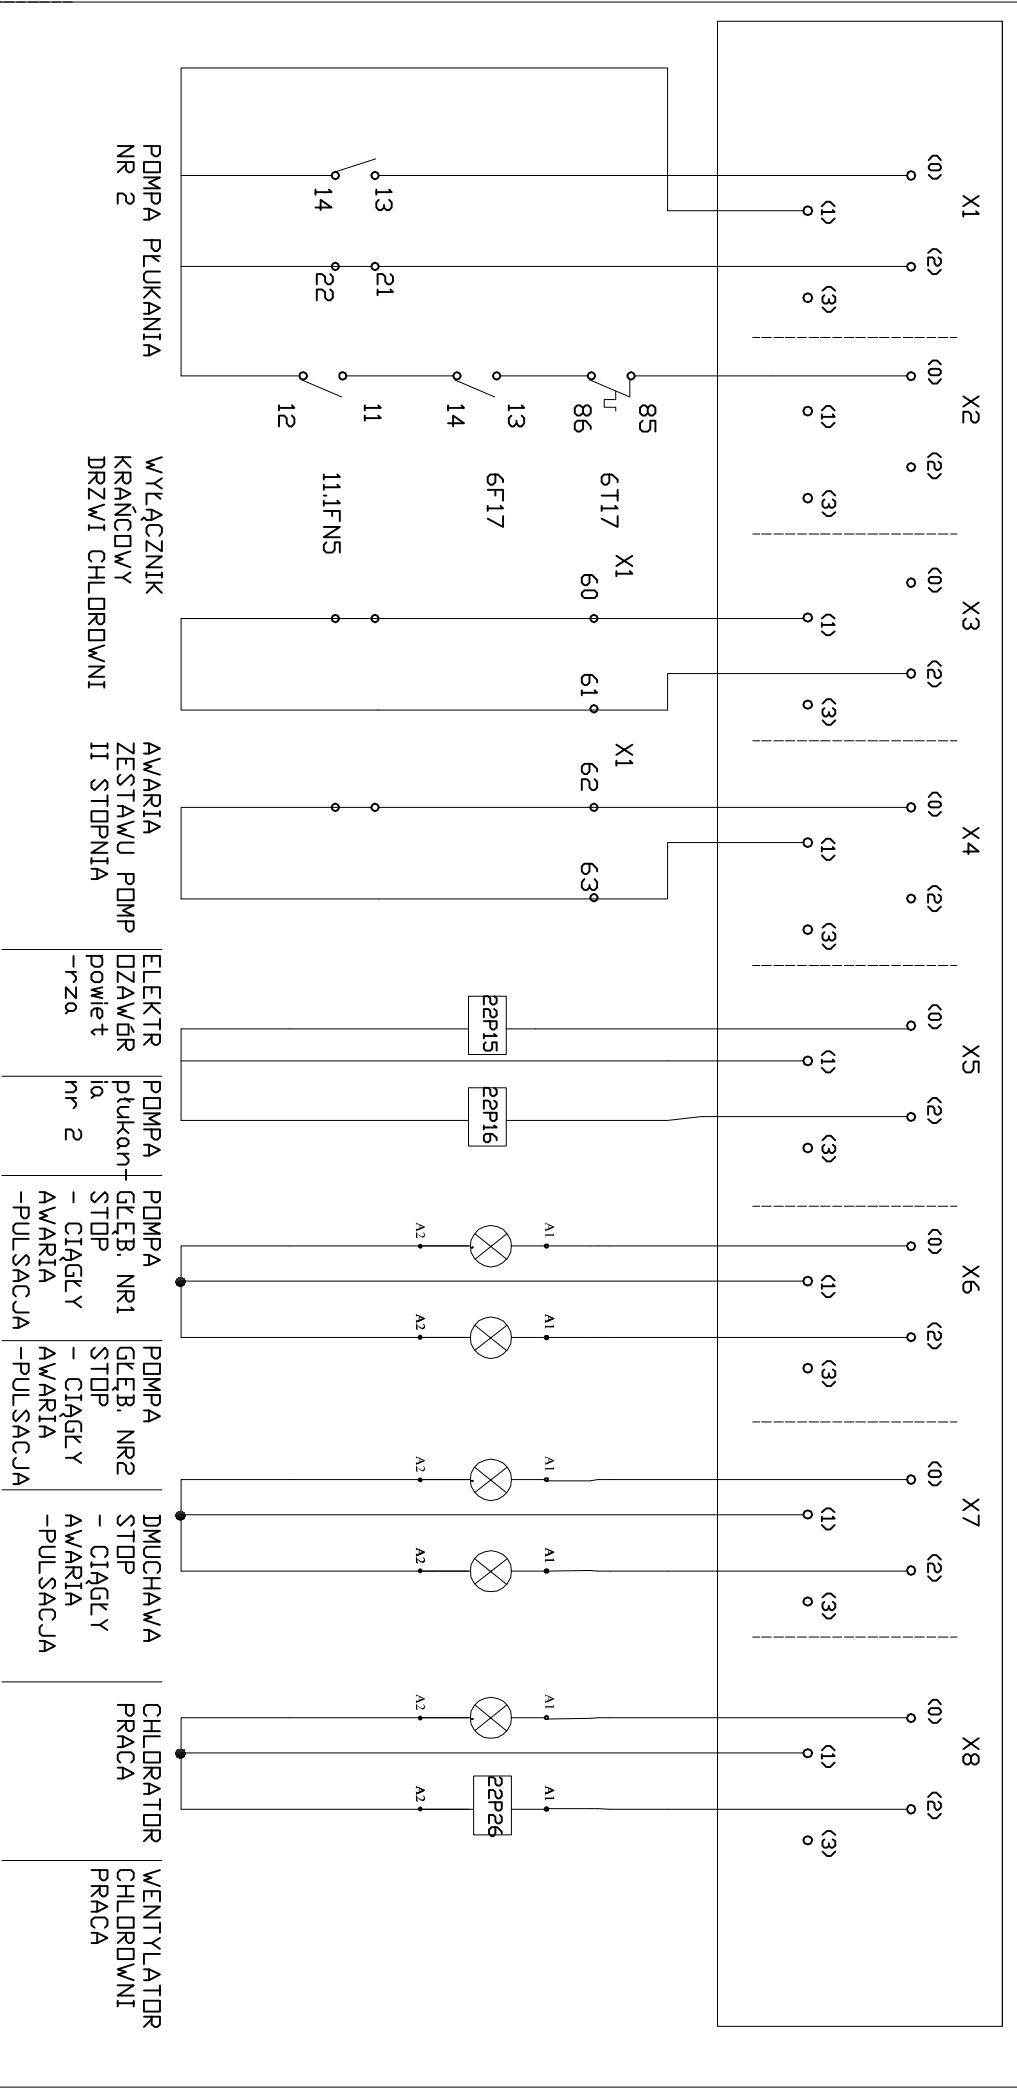 X1
(0)
(1)
(2)
(3)
X2
(0)
(1)
(2)
(3)
X3
(0)
(1)
(2)
(3)
X4
(0)
(1)
(2)
(3)
X5
(0)
(1)
(2)
(3)
X6
(0)
(1)
(2)
(3)
X7
(0)
(1)
(2)
(3)
X8
(0)
(1)
(2)
(3)
13
14
21
22
85
86
6T17
13
14
6F17
11
12
11.1FN5
X1
60
61
X1
62
63
22P15
22P16
A1
A2
A1
A2
A1
A2
A1
A2
A1
A2
A1
22P26
A2
POMPA PŁUKANIA
NR 2
WYŁĄCZNIK
KRAŃCOWY
DRZWI CHLOROWNI
AWARIA
ZESTAWU POMP
II STOPNIA
ELEKTR
OZAWÓR
powiet
-rza
POMPA
płukan-
ia
nr 2
POMPA
GŁĘB. NR1
STOP
- CIĄGŁY
AWARIA
-PULSACJA
POMPA
GŁĘB. NR2
STOP
- CIĄGŁY
AWARIA
-PULSACJA
DMUCHAWA
STOP
- CIĄGŁY
AWARIA
-PULSACJA
CHLORATOR
PRACA
WENTYLATOR
CHLOROWNI
PRACA